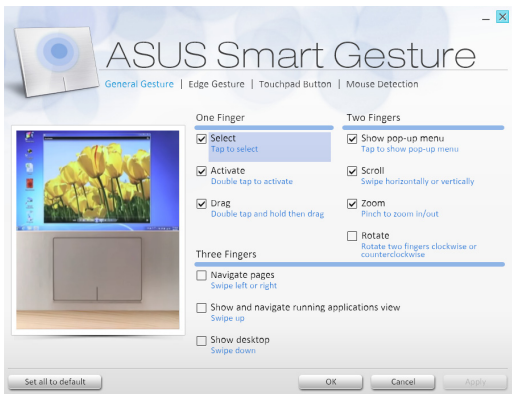 ASUS Smart Gesture
General Gesture | Edge Gesture | Touchpad Button | Mouse Detection
One Finger
Select
Tap to select
Activate
Double tap to activate
Drag
Double tap and hold then drag
Two Fingers
Show pop-up menu
Tap to show pop-up menu
Scroll
Swipe horizontally or vertically
Zoom
Pinch to zoom in/out
Rotate
Rotate two fingers clockwise or
counterclockwise
Three Fingers
Navigate pages
Swipe left or right
Show and navigate running applications view
Swipe up
Show desktop
Swipe down
Set all to default
OK
Cancel
Apply